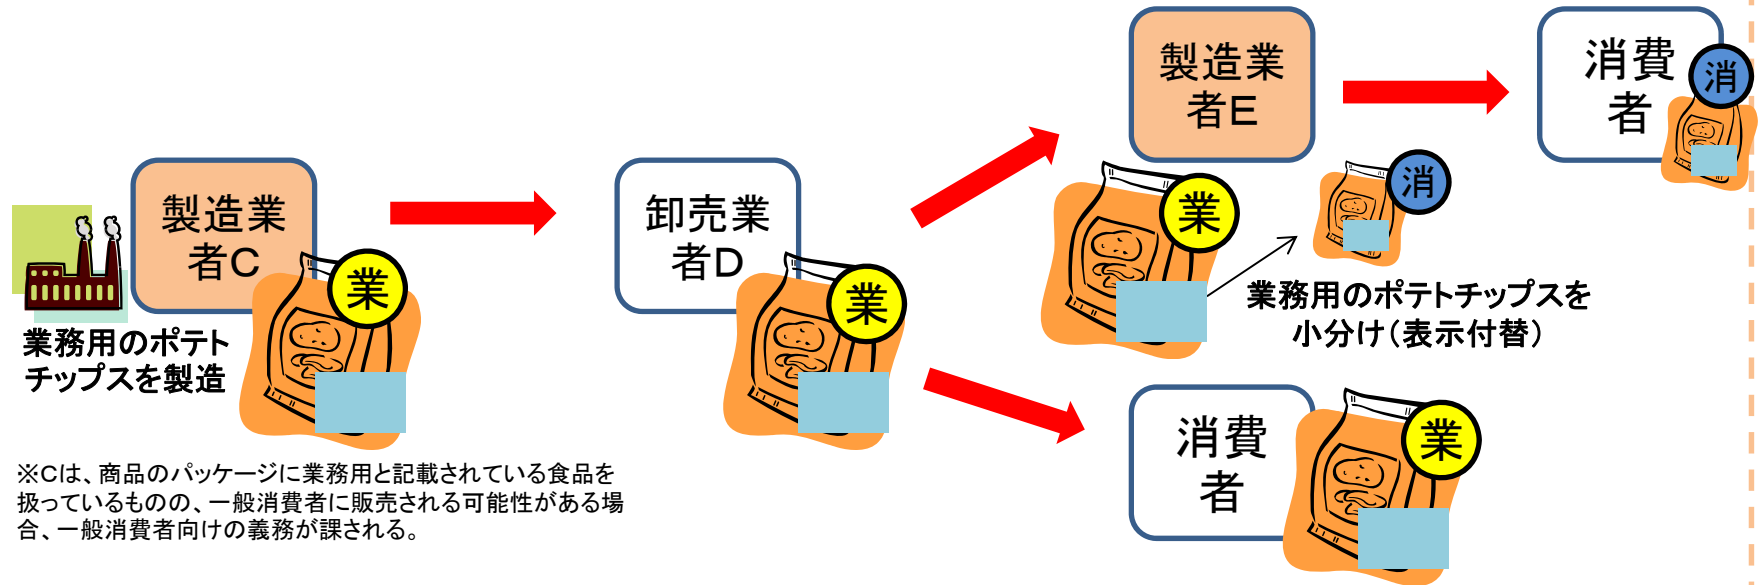 製造業
者C
業
業務用のポテト
チップスを製造
※Cは、商品のパッケージに業務用と記載されている食品を
扱っているものの、一般消費者に販売される可能性がある場
合、一般消費者向けの義務が課される。
卸売業
者D
業
製造業
者E
業
消
業務用のポテトチップスを
小分け(表示付替)
消費
者
消
消費
者
業